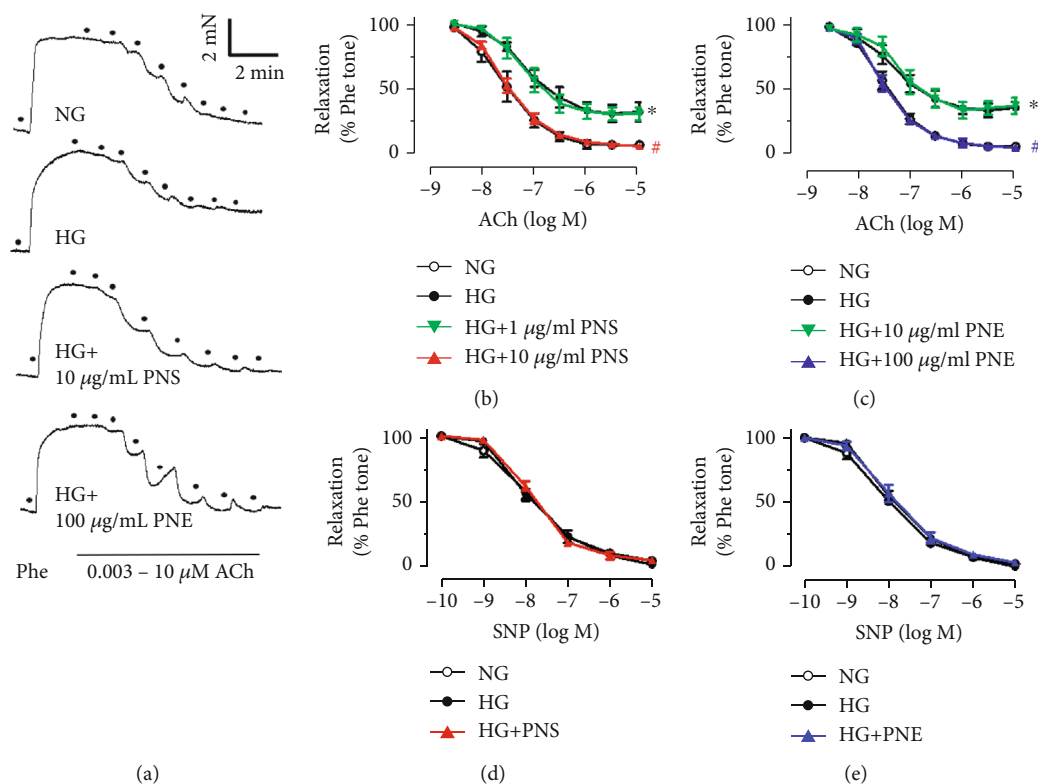 2 mN
2 min
NG
HG
HG+
10 μg/mL PNS
HG+
100 μg/mL PNE
Phe
0.003 – 10 μM ACh
(a)
Relaxation
(% Phe tone)
100
50
0
*
#
–9 –8 –7 –6 –5
ACh (log M)
NG
HG
HG+1 μg/ml PNS
HG+10 μg/ml PNS
(b)
Relaxation
(% Phe tone)
100
50
0
*
#
–9 –8 –7 –6 –5
ACh (log M)
NG
HG
HG+10 μg/ml PNE
HG+100 μg/ml PNE
(c)
Relaxation
(% Phe tone)
100
50
0
–10 –9 –8 –7 –6 –5
SNP (log M)
NG
HG
HG+PNS
(d)
Relaxation
(% Phe tone)
100
50
0
–10 –9 –8 –7 –6 –5
SNP (log M)
NG
HG
HG+PNE
(e)